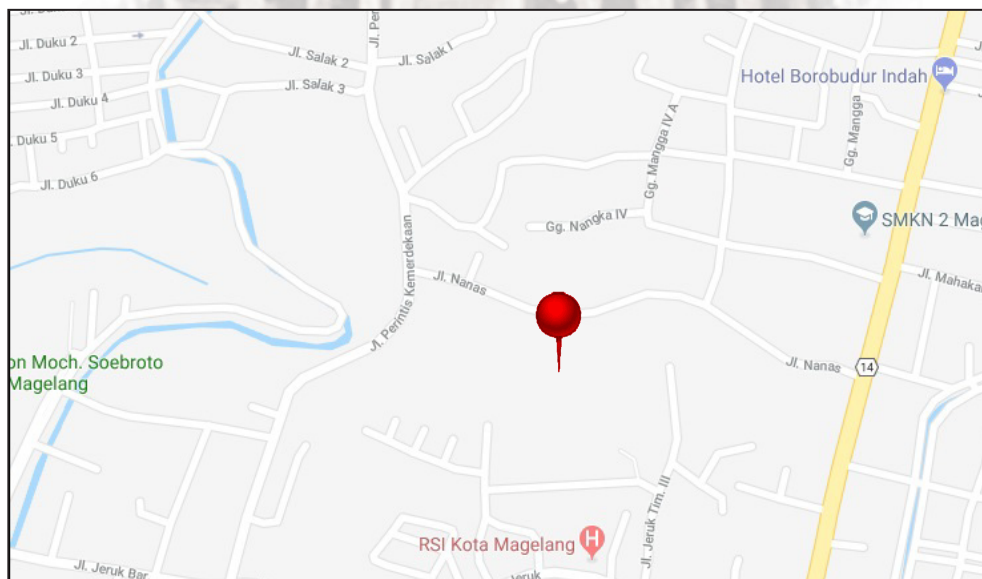 Jl. Duku 2
Jl. Duku 3
Jl. Duku 4
Jl. Duku 5
Jl. Duku 6
Jl. Salak 2
Jl. Salak I
Jl. Salak 3
Hotel Borobudur Indah
Gg. Mangga
Gg. Mangga IV A
Gg. Nangka IV
SMKN 2 Mag
Jl. Mahaka
Jl. Nanas
Jl. Perintis Kemerdekaan
on Moch. Soebroto
Magelang
Jl. Nanas
14
Jl. Jeruk Tim. III
RSI Kota Magelang
H
Jl. Jeruk Bar
Jeruk